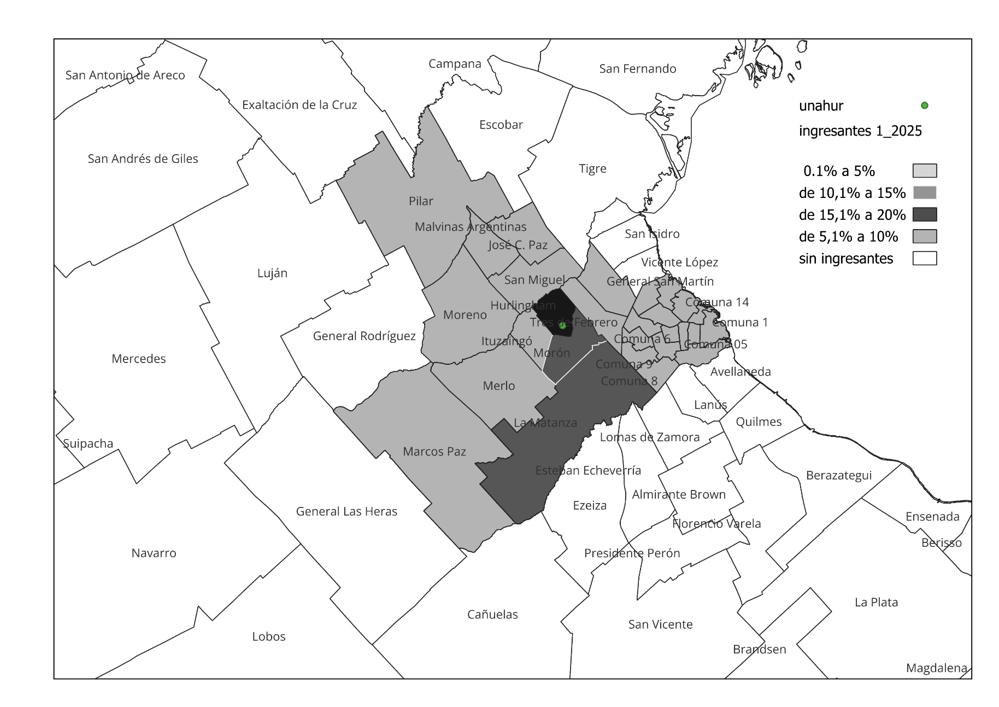 Campana
San Fernando
San Antonio de Areco
Exaltación de la Cruz
unahur
Escobar
ingresantes 1_2025
San Andrés de Giles
Tigre
0.1% a 5%
de 10,1% a 15%
Pilar
de 15,1% a 20%
Malvinas Argentinas
San Isidro
de 5,1% a 10%
José C. Paz
sin ingresantes
Vicente López
Luján
San Miguel
General San Martín
Comuna 14
Hurlingham
Moreno
Tres de Febrero
Comuna 1
General Rodríguez
Ituzaingó
Comuna 6
Comuna 05
Morón
Mercedes
Comuna 9
Avellaneda
Comuna 8
Merlo
Lanús
La Matanza
Quilmes
Lomas de Zamora
Suipacha
Marcos Paz
Esteban Echeverría
Berazategui
Almirante Brown
Ezeiza
General Las Heras
Ensenada
Florencio Varela
Berisso
Navarro
Presidente Perón
La Plata
Cañuelas
San Vicente
Lobos
Brandsen
Magdalena